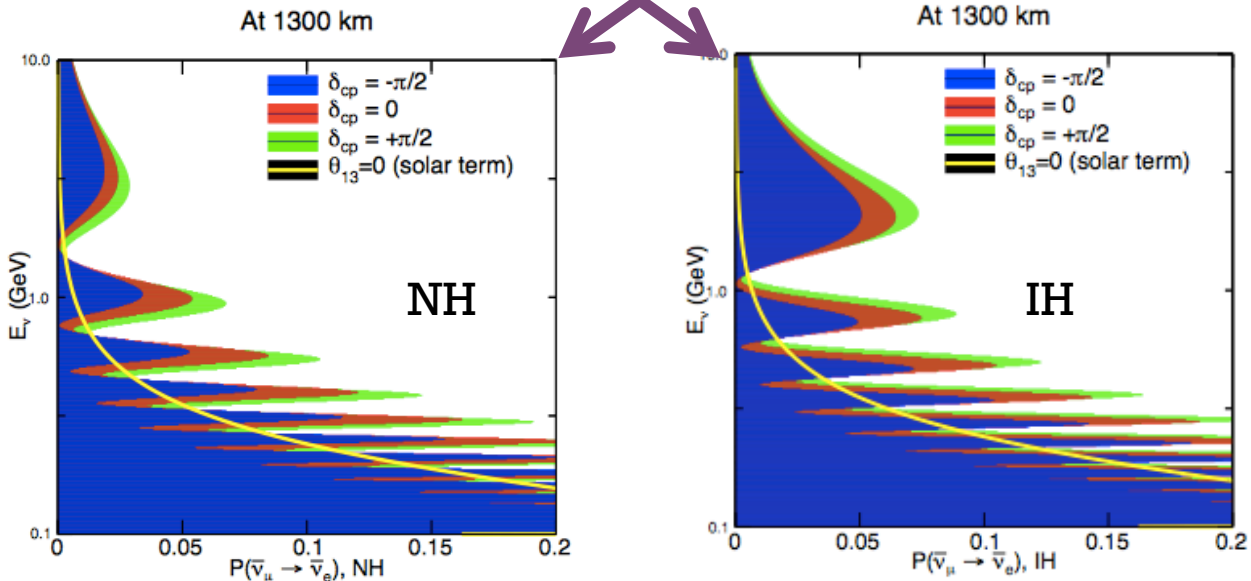 At 1300 km
10.0
δcp = -π/2
δcp = 0
δcp = +π/2
θ13=0 (solar term)
Eν (GeV)
1.0
NH
0.1
0
0.05
0.1
0.15
0.2
P(ν̄μ → ν̄e), NH
At 1300 km
δcp = -π/2
δcp = 0
δcp = +π/2
θ13=0 (solar term)
Eν (GeV)
1.0
IH
0.1
0
0.05
0.1
0.15
0.2
P(ν̄μ → ν̄e), IH